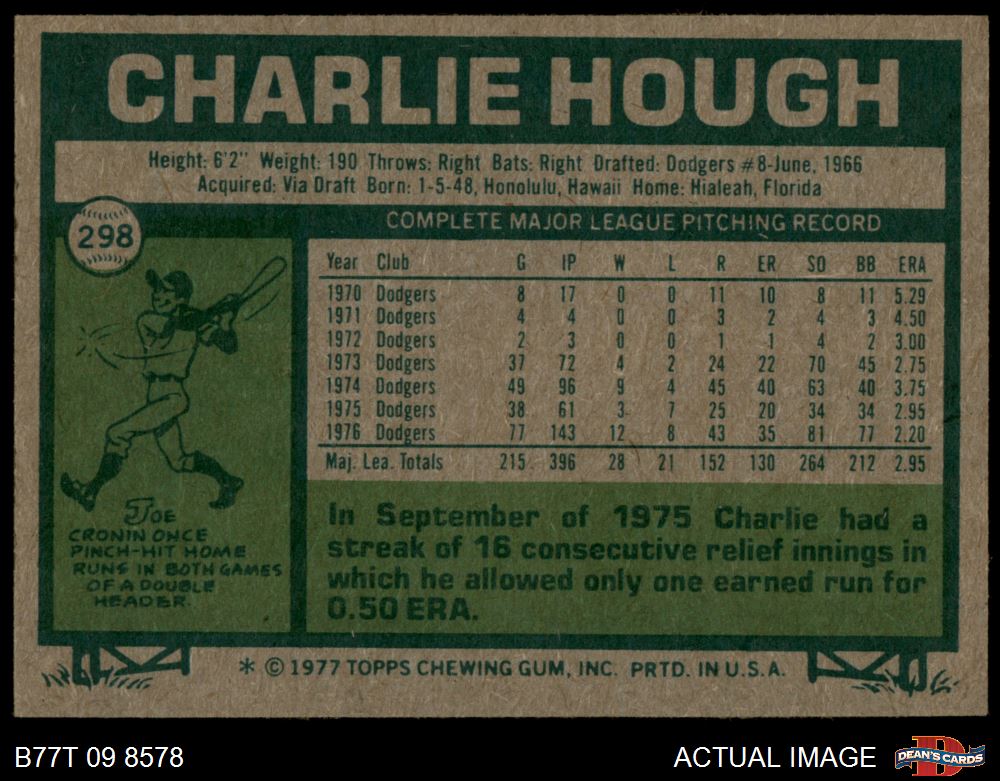 CHARLIE HOUGH
Height: 6'2" Weight: 190 Throws: Right Bats: Right Drafted: Dodgers #8-June, 1966
Acquired: Via Draft Born: 1-5-48, Honolulu, Hawaii Home: Hialeah, Florida
298
COMPLETE MAJOR LEAGUE PITCHING RECORD
Year Club G IP W L R ER SO BB ERA
1970 Dodgers 8 17 0 0 11 10 8 11 5.29
1971 Dodgers 4 4 0 0 3 2 4 3 4.50
1972 Dodgers 2 3 0 0 1 1 4 2 3.00
1973 Dodgers 37 72 4 2 24 22 70 45 2.75
1974 Dodgers 49 96 9 4 45 40 63 40 3.75
1975 Dodgers 38 61 3 7 25 20 34 34 2.95
1976 Dodgers 77 143 12 8 43 35 81 77 2.20
Maj. Lea. Totals 215 396 28 21 152 130 264 212 2.95
JOE
CRONIN ONCE
PINCH-HIT HOME
RUNS IN BOTH GAMES
OF A DOUBLE
HEADER.
In September of 1975 Charlie had a
streak of 16 consecutive relief innings in
which he allowed only one earned run for
0.50 ERA.
* © 1977 TOPPS CHEWING GUM, INC. PRTD. IN U.S.A.
B77T 09 8578
ACTUAL IMAGE
D
DEAN'S CARDS